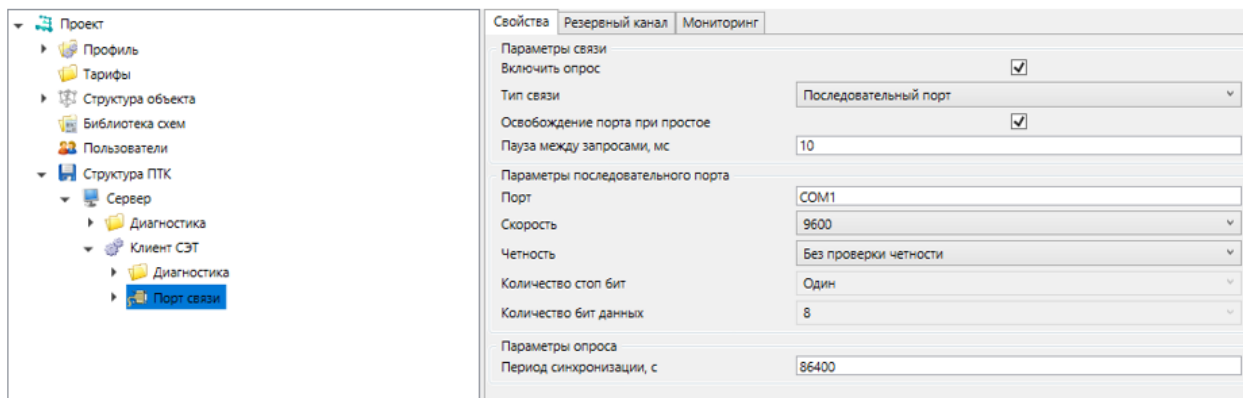 Проект
Профиль
Тарифы
Структура объекта
Библиотека схем
Пользователи
Структура ПТК
Сервер
Диагностика
Клиент СЭТ
Диагностика
Порт связи
Свойства Резервный канал Мониторинг
Параметры связи
Включить опрос
Тип связи Последовательный порт
Освобождение порта при простое
Пауза между запросами, мс 10
Параметры последовательного порта
Порт COM1
Скорость 9600
Четность Без проверки четности
Количество стоп бит Один
Количество бит данных 8
Параметры опроса
Период синхронизации, с 86400